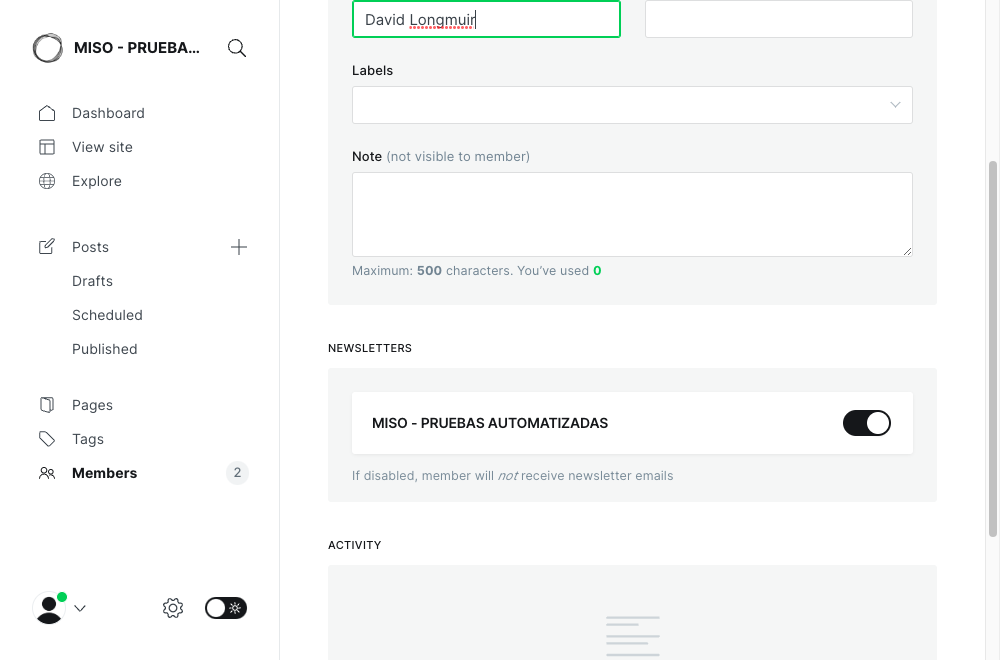 David Longmuir
MISO - PRUEBA...
Labels
Dashboard
View site
Explore
Note (not visible to member)
Posts
Drafts
Scheduled
Published
Maximum: 500 characters. You've used 0
NEWSLETTERS
Pages
Tags
Members 2
MISO - PRUEBAS AUTOMATIZADAS
If disabled, member will not receive newsletter emails
ACTIVITY